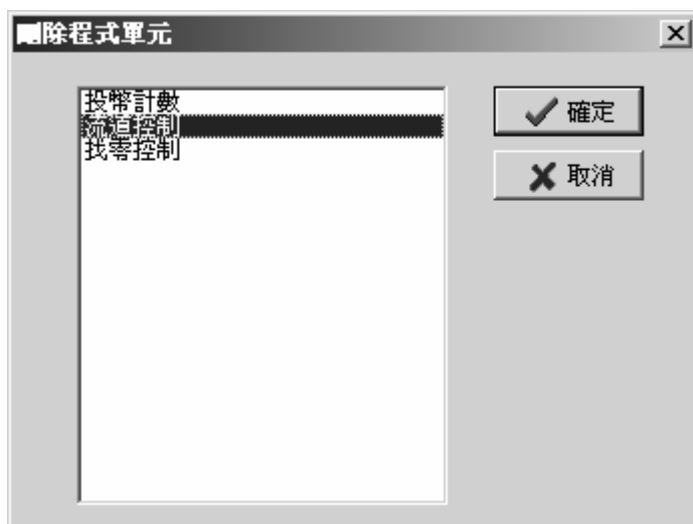 除程式單元
投幣計數
流道控制
找零控制
確定
取消